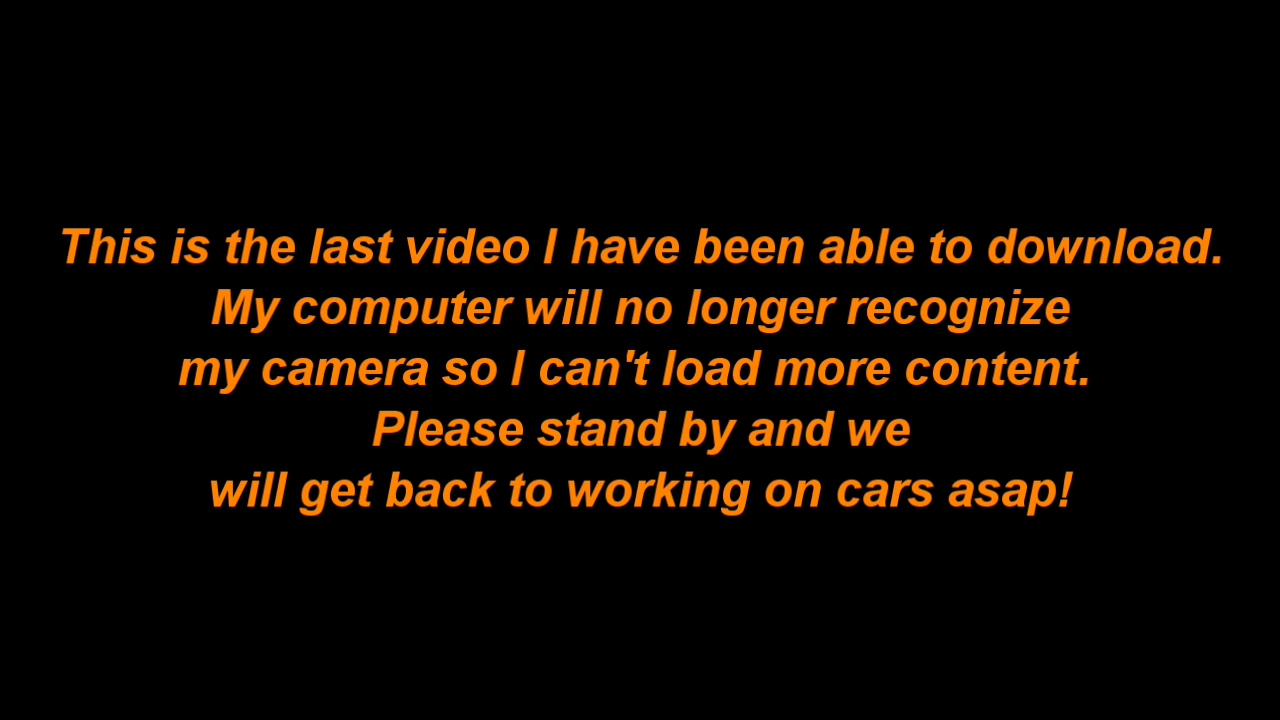 This is the last video I have been able to download.
My computer will no longer recognize
my camera so I can't load more content.
Please stand by and we
will get back to working on cars asap!